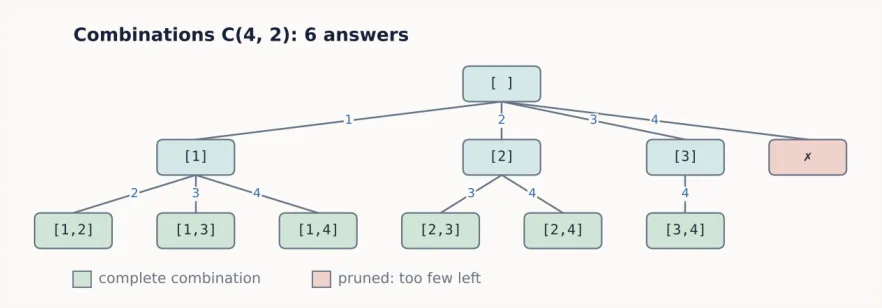 Combinations C(4, 2): 6 answers
[ ]
1 2 3 4
[1] [2] [3] ✗
2 3 4 3 4 4
[1,2] [1,3] [1,4] [2,3] [2,4] [3,4]
complete combination pruned: too few left